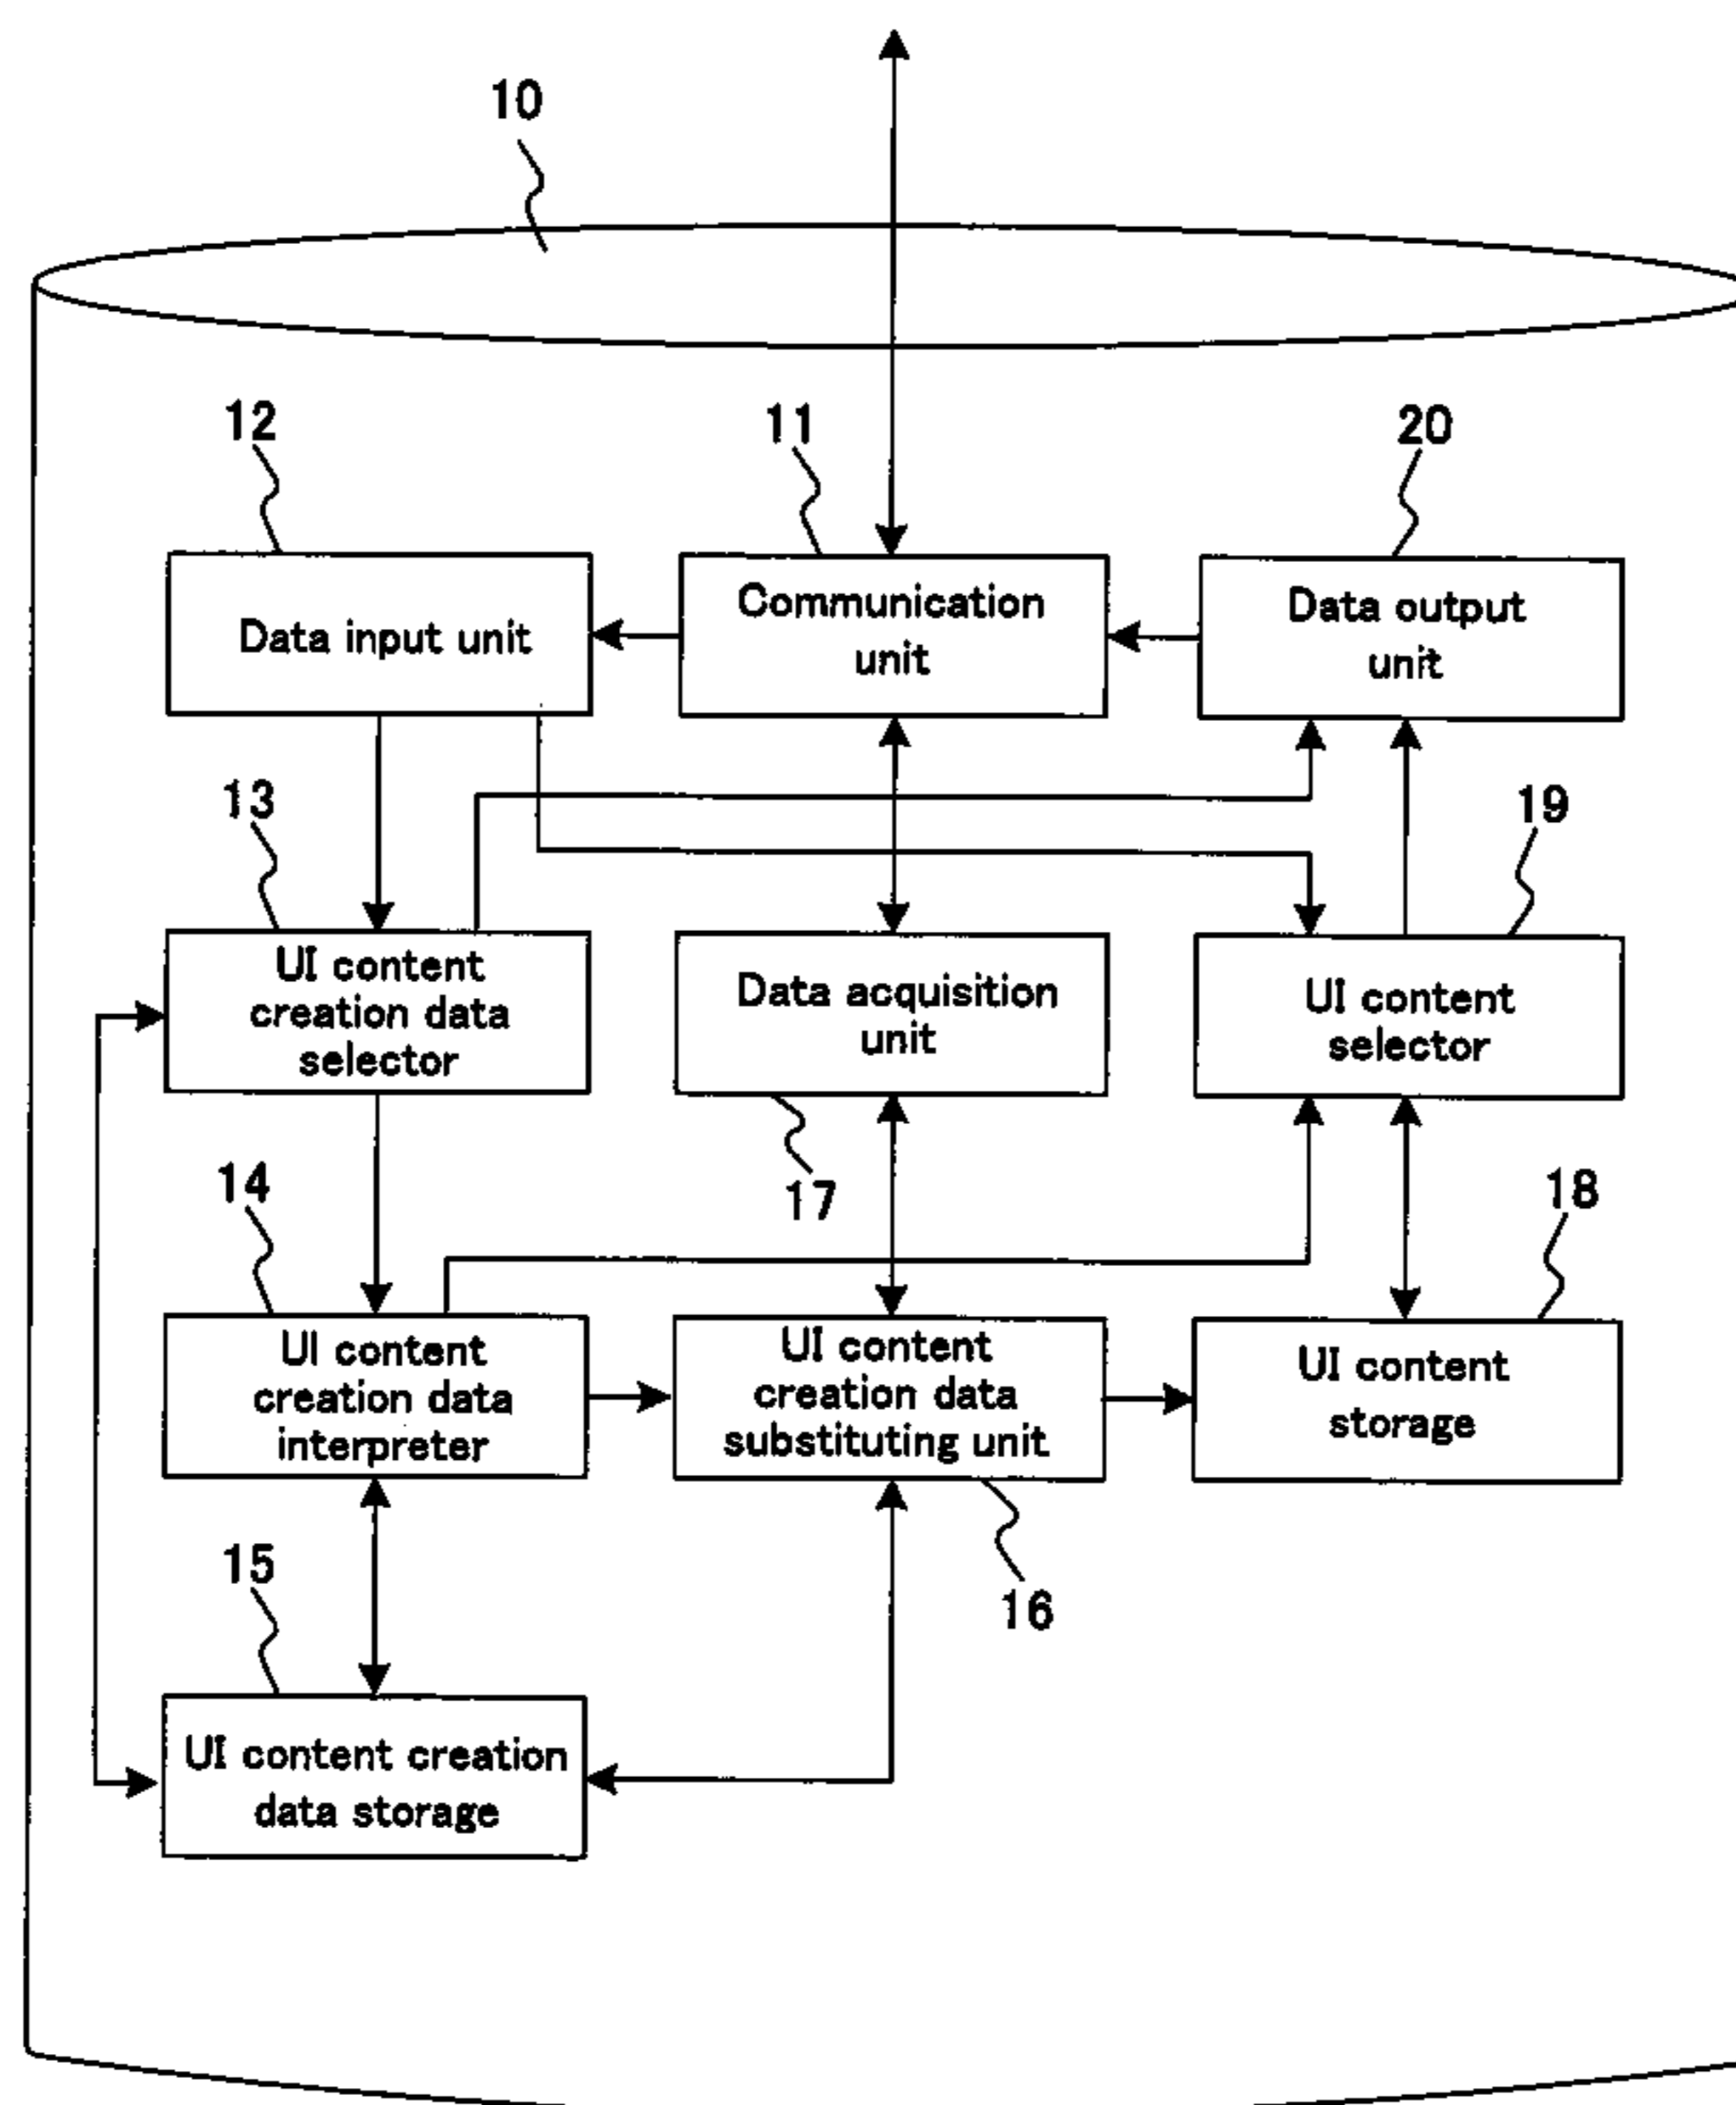 10
12
11
20
Data input unit
Communication
unit
Data output
unit
13
19
UI content
creation data
selector
Data acquisition
unit
UI content
selector
14
17
18
UI content
creation data
interpreter
UI content
creation data
substituting unit
UI content
storage
15
16
UI content creation
data storage